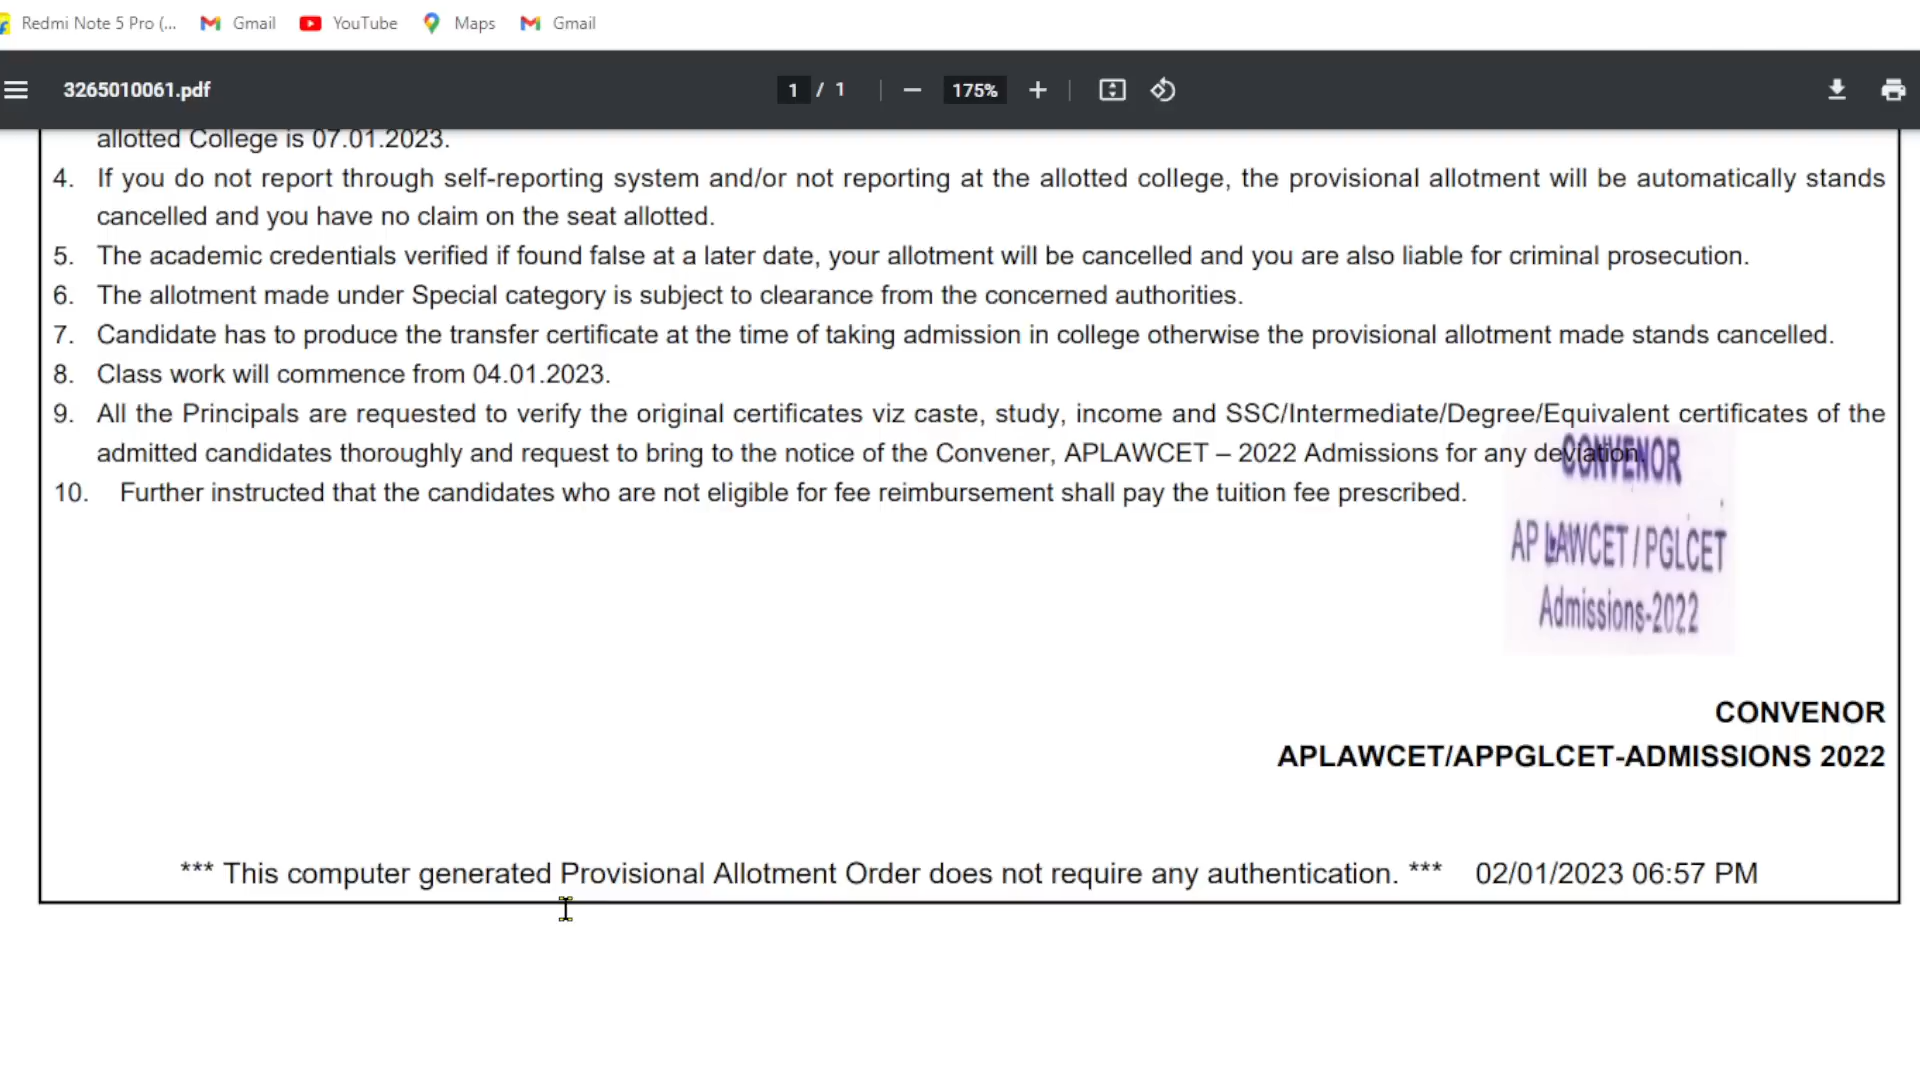 Redmi Note 5 Pro (...
Gmail
YouTube
Maps
Gmail
3265010061.pdf
1 / 1
175%
allotted College is 07.01.2023.
4. If you do not report through self-reporting system and/or not reporting at the allotted college, the provisional allotment will be automatically stands
cancelled and you have no claim on the seat allotted.
5. The academic credentials verified if found false at a later date, your allotment will be cancelled and you are also liable for criminal prosecution.
6. The allotment made under Special category is subject to clearance from the concerned authorities.
7. Candidate has to produce the transfer certificate at the time of taking admission in college otherwise the provisional allotment made stands cancelled.
8. Class work will commence from 04.01.2023.
9. All the Principals are requested to verify the original certificates viz caste, study, income and SSC/Intermediate/Degree/Equivalent certificates of the
admitted candidates thoroughly and request to bring to the notice of the Convener, APLAWCET – 2022 Admissions for any deviation.
10. Further instructed that the candidates who are not eligible for fee reimbursement shall pay the tuition fee prescribed.
CONVENOR
AP LAWCET / PGLCET
Admissions-2022
CONVENOR
APLAWCET/APPGLCET-ADMISSIONS 2022
*** This computer generated Provisional Allotment Order does not require any authentication. *** 02/01/2023 06:57 PM